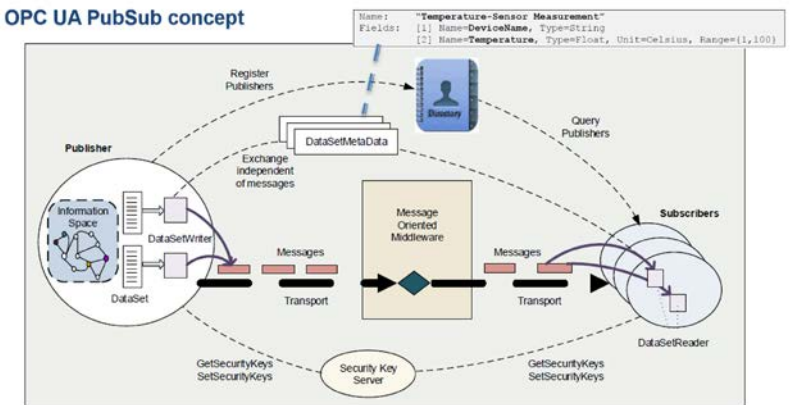 OPC UA PubSub concept
Name: "Temperature-Sensor Measurement"
Fields: [1] Name=DeviceName, Type=String
[2] Name=Temperature, Type=Float, Unit=Celsius, Range={1,100}
Register
Publishers
Directory
Query
Publishers
DataSetMetaData
Publisher
Exchange
independent
of messages
Information
Space
DataSetWriter
DataSet
Messages
Transport
Message
Oriented
Middleware
Messages
Transport
Subscribers
DataSetReader
GetSecurityKeys
SetSecurityKeys
Security Key
Server
GetSecurityKeys
SetSecurityKeys